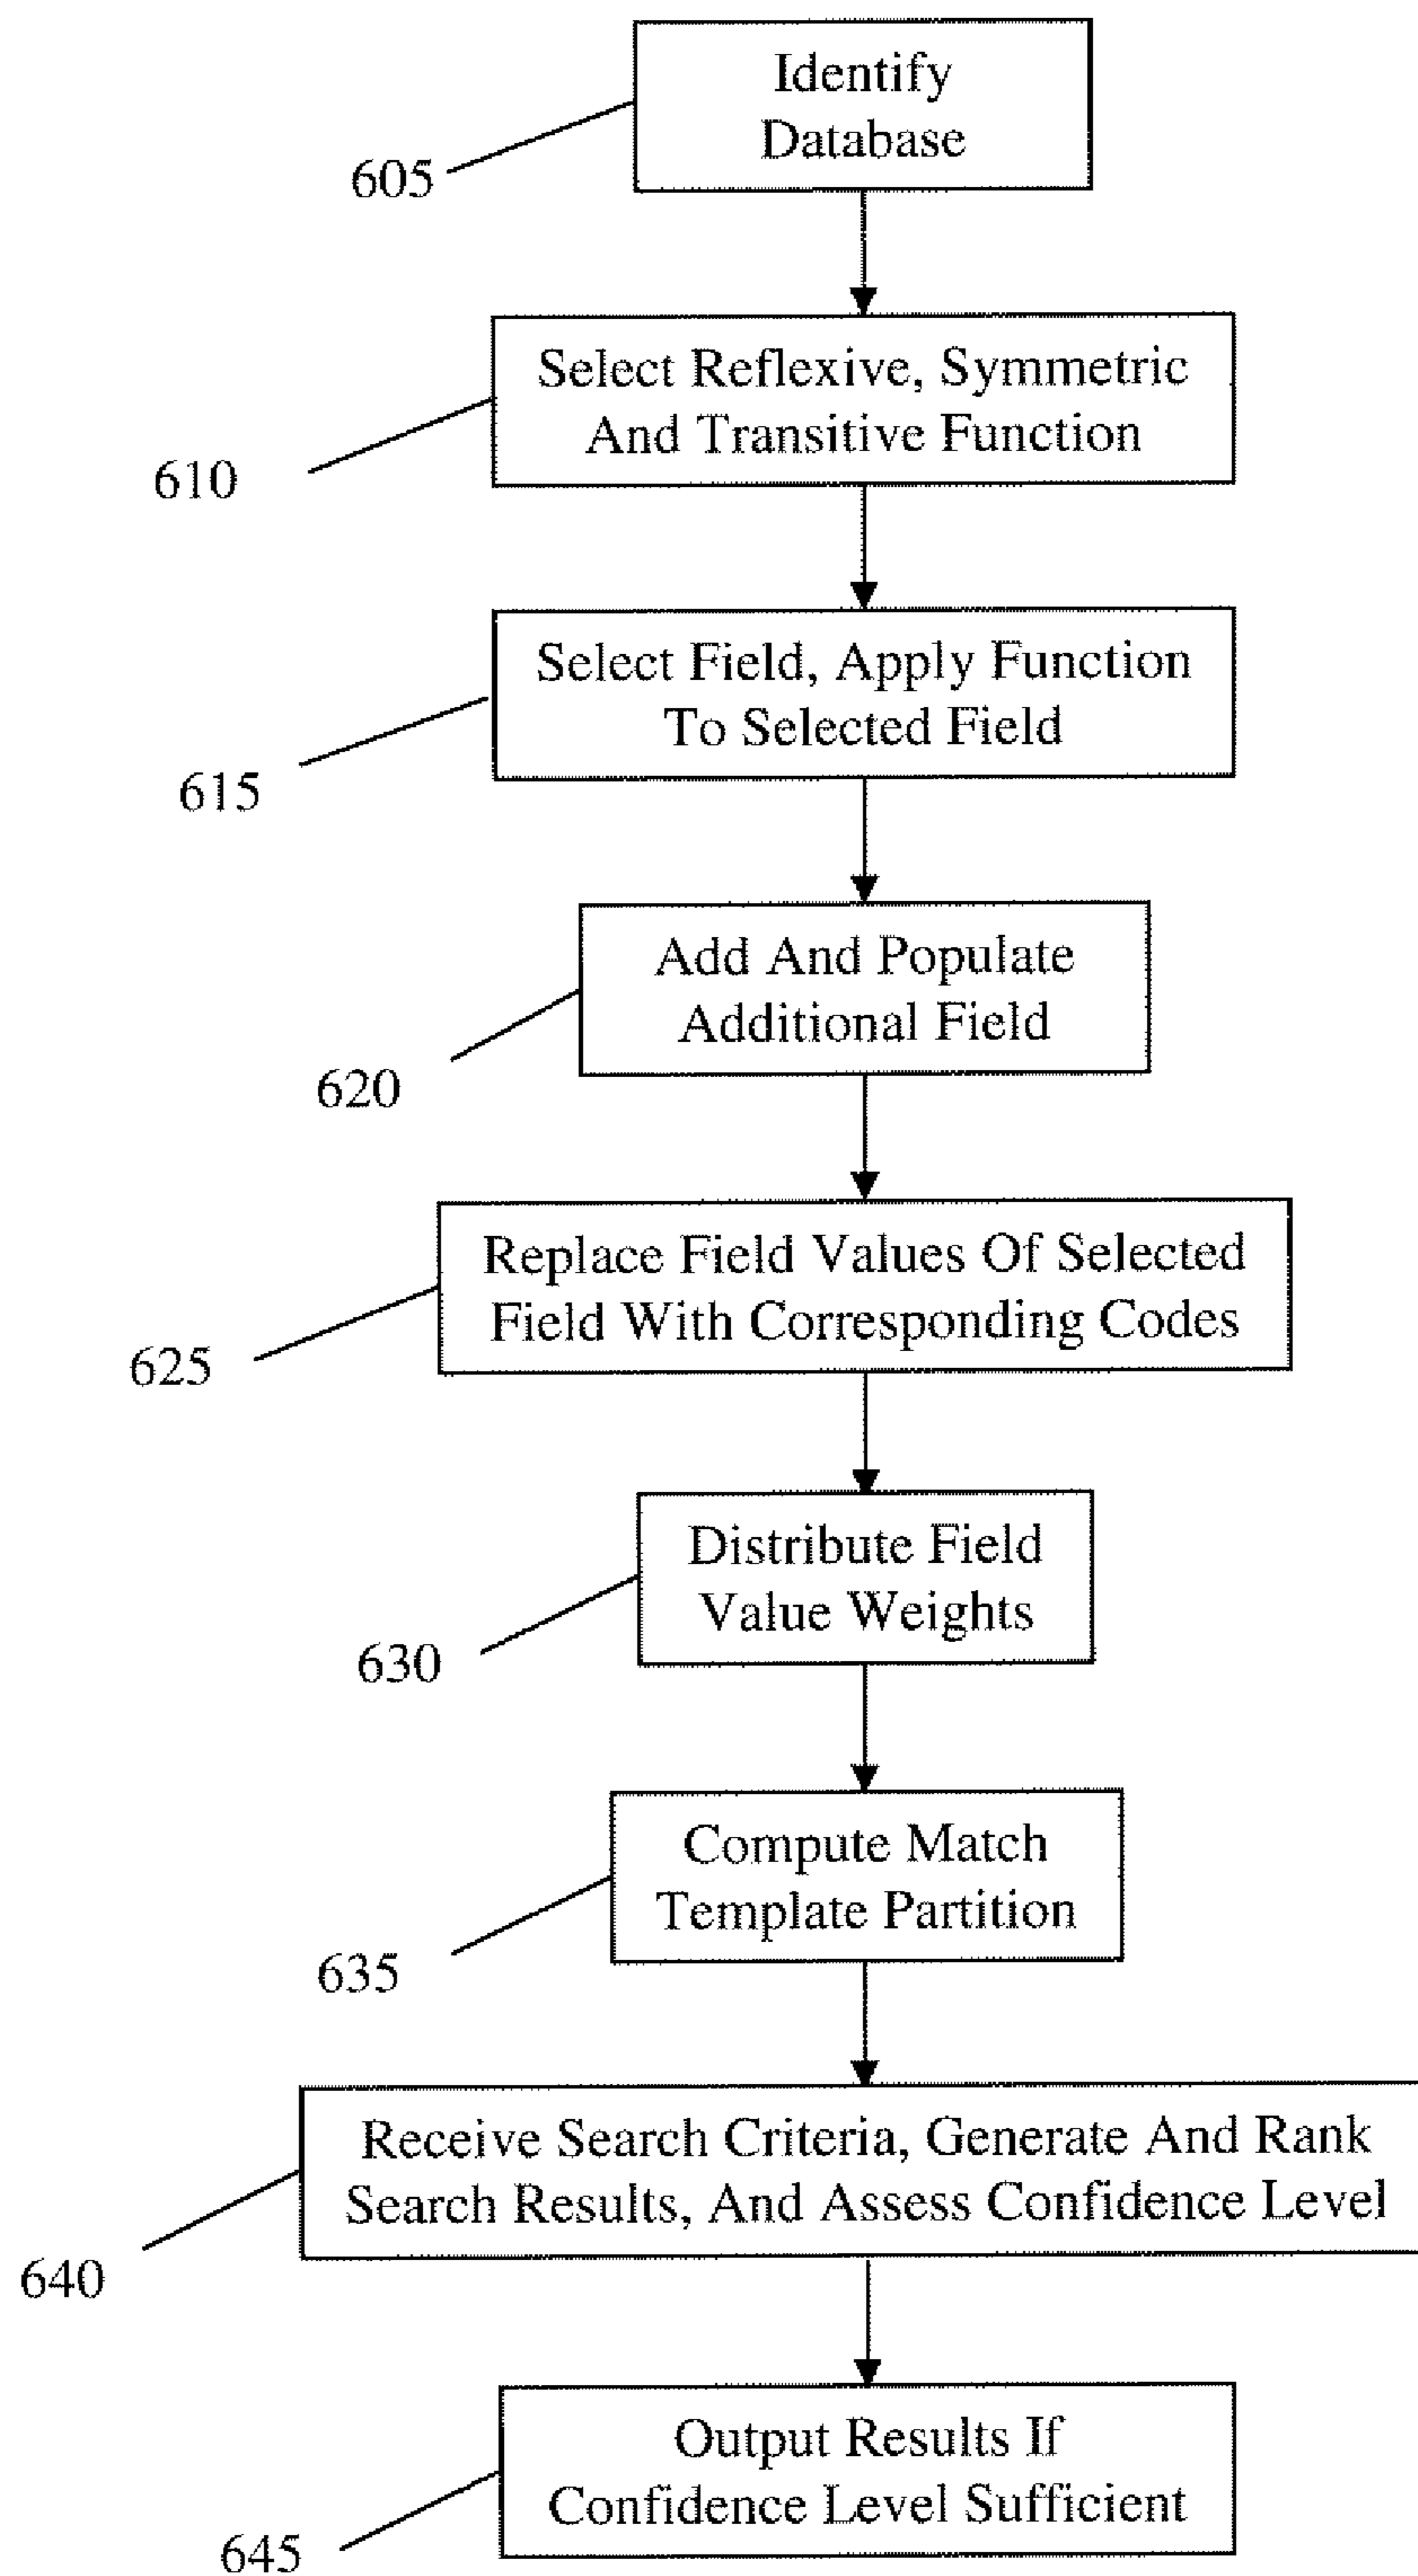 Identify
Database
605
Select Reflexive, Symmetric
And Transitive Function
610
Select Field, Apply Function
To Selected Field
615
Add And Populate
Additional Field
620
Replace Field Values Of Selected
Field With Corresponding Codes
625
Distribute Field
Value Weights
630
Compute Match
Template Partition
635
Receive Search Criteria, Generate And Rank
Search Results, And Assess Confidence Level
640
Output Results If
Confidence Level Sufficient
645